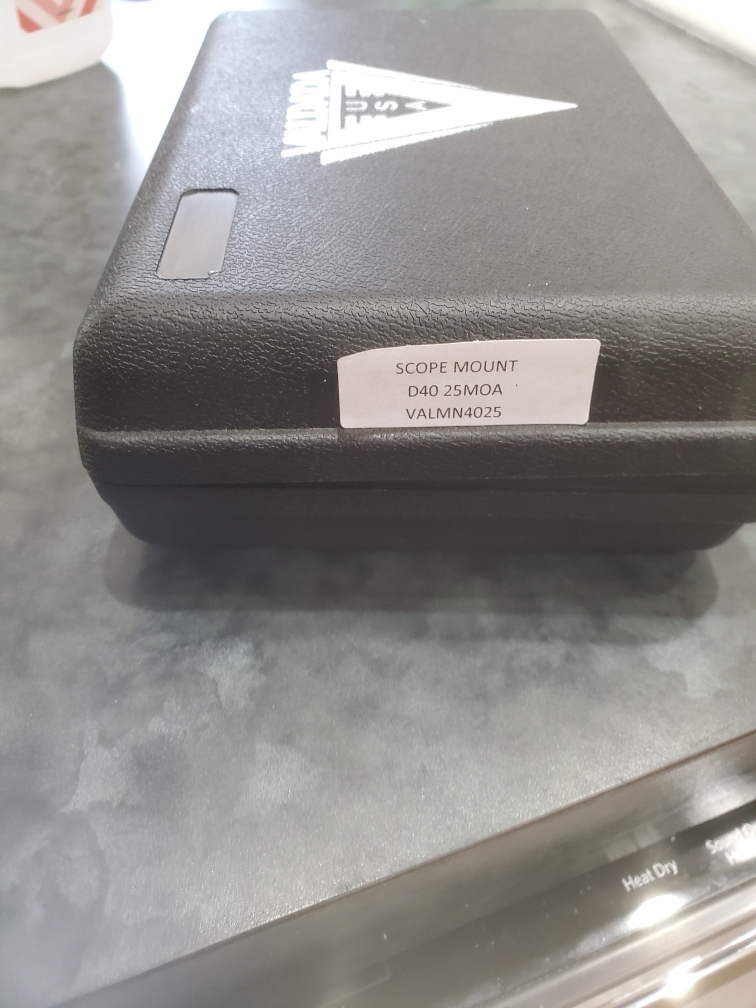 VALDADA
USA
SCOPE MOUNT
D40 25MOA
VALMN4025
Heat Dry